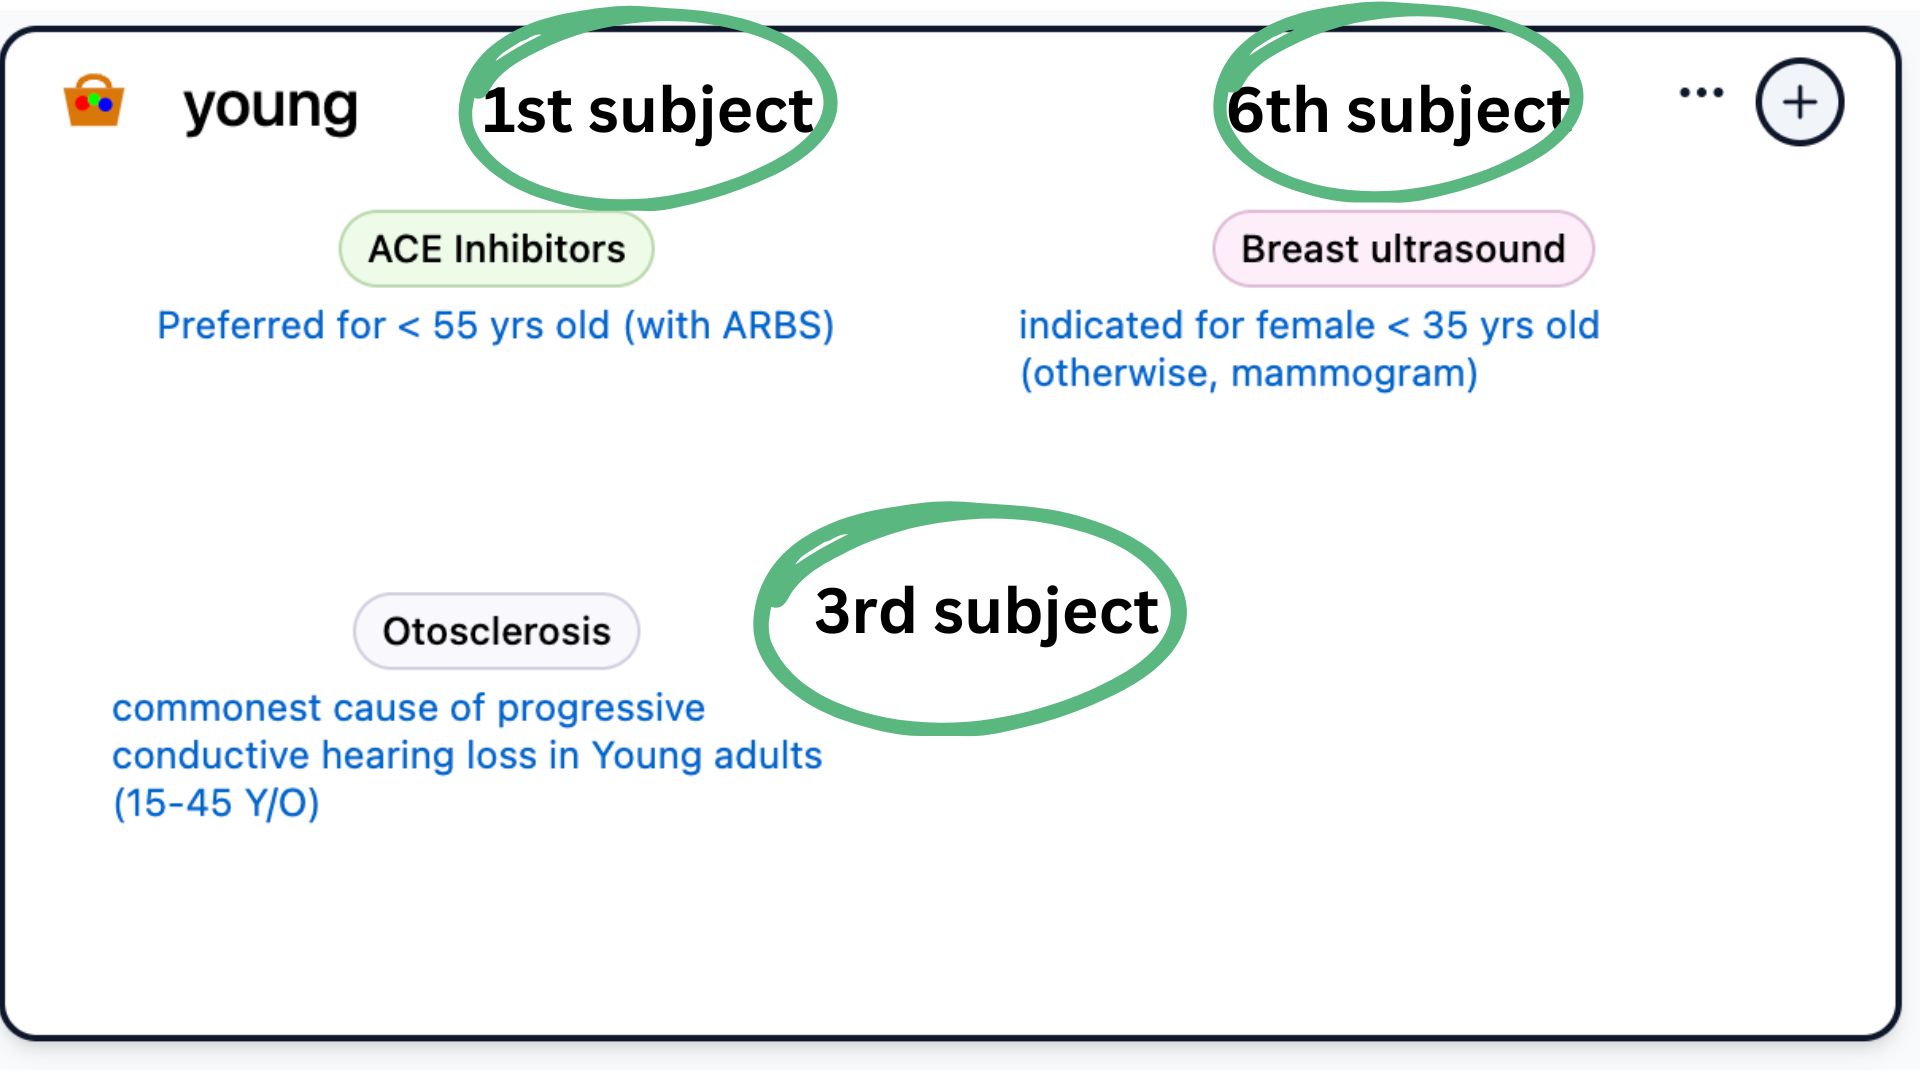 young
1st subject
6th subject
ACE Inhibitors
Preferred for < 55 yrs old (with ARBS)
Breast ultrasound
indicated for female < 35 yrs old
(otherwise, mammogram)
3rd subject
Otosclerosis
commonest cause of progressive
conductive hearing loss in Young adults
(15-45 Y/O)